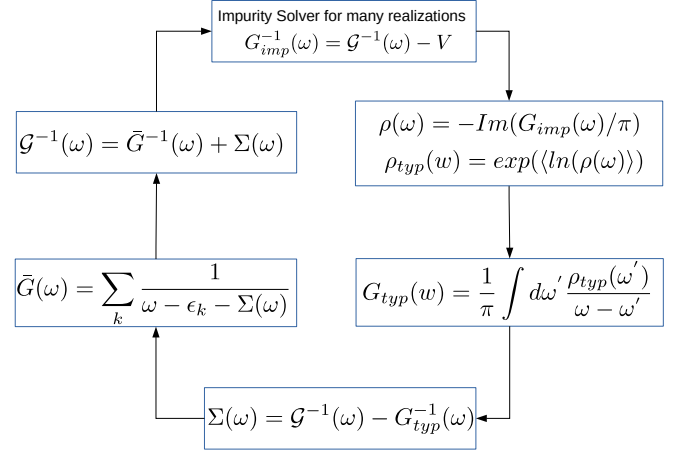 Impurity Solver for many realizations
G_{imp}^{-1}(ω) = 𝒢^{-1}(ω) − V
ρ(ω) = −Im(G_{imp}(ω)/π)
ρ_{typ}(w) = exp(⟨ln(ρ(ω)⟩)
G_{typ}(w) = \frac{1}{π} ∫ dω^{'} \frac{ρ_{typ}(ω^{'})}{ω − ω^{'}}
Σ(ω) = 𝒢^{-1}(ω) − G_{typ}^{-1}(ω)
\bar{G}(ω) = \sum_{k} \frac{1}{ω − ϵ_k − Σ(ω)}
𝒢^{-1}(ω) = \bar{G}^{-1}(ω) + Σ(ω)